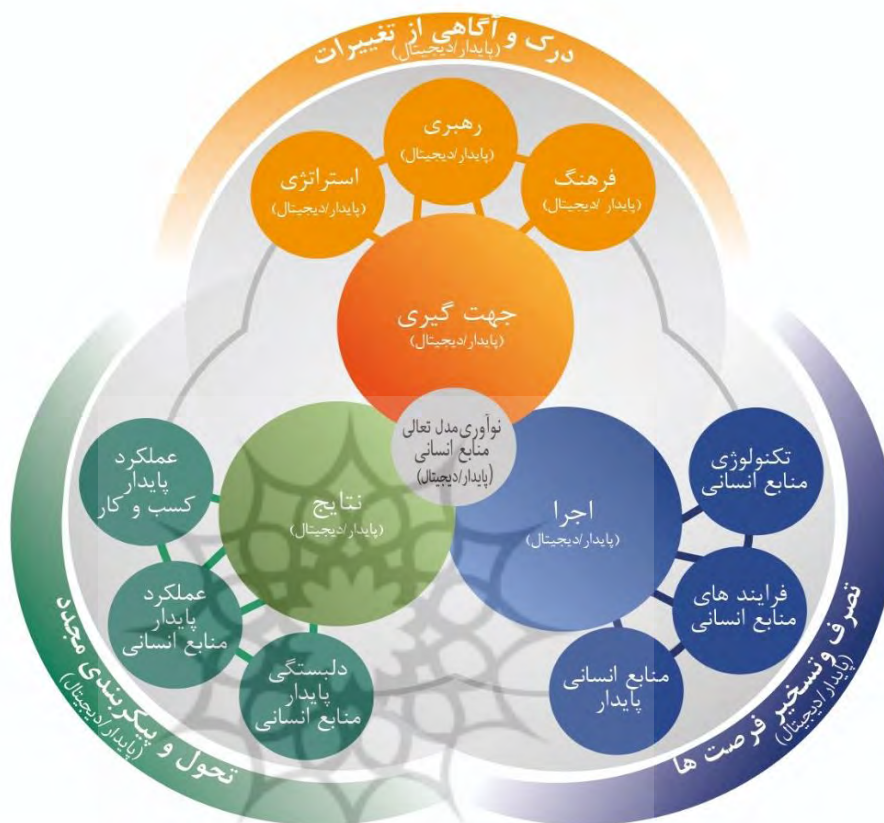 درک و آگاهی از تغییرات
(پایدار/دیجیتال)
رهبری
(پایدار/دیجیتال)
استراتژی
(پایدار/دیجیتال)
فرهنگ
(پایدار /دیجیتال)
جهت گیری
(پایدار/دیجیتال)
نوآوری مدل تعالی
منابع انسانی
(پایدار/دیجیتال)
اجرا
(پایدار/دیجیتال)
تکنولوژی
منابع انسانی
فرایند های
منابع انسانی
منابع انسانی
پایدار
تصرف وتسخیر فرصت ها
(پایدار/دیجیتال)
نتایج
(پایدار/دیجیتال)
عملکرد
پایدار
کسب و کار
عملکرد
پایدار
منابع انسانی
دلبستگی
پایدار
منابع انسانی
تحول و پیکربندی مجدد
(پایدار/دیجیتال)